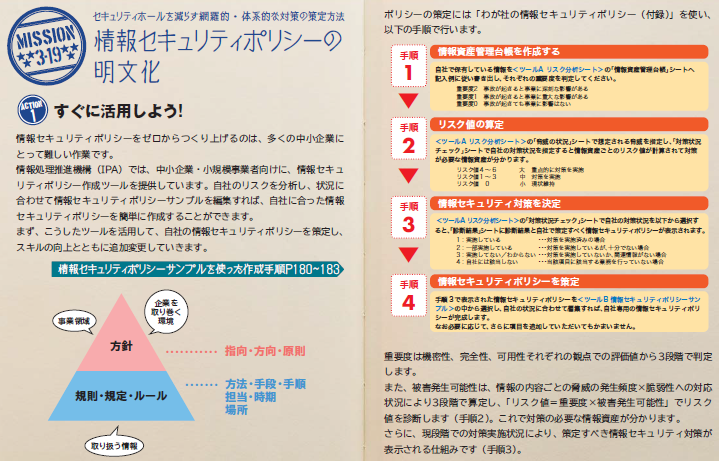 MISSION
3-19
セキュリティホールを減らす網羅的・体系的な対策の策定方法
情報セキュリティポリシーの
明文化
ACTION
1
すぐに活用しよう！
情報セキュリティポリシーをゼロからつくり上げるのは、多くの中小企業に
とって難しい作業です。
情報処理推進機構（IPA）では、中小企業・小規模事業者向けに、情報セキュ
リティポリシー作成ツールを提供しています。自社のリスクを分析し、状況に
合わせて情報セキュリティポリシーサンプルを編集すれば、自社に合った情報
セキュリティポリシーを簡単に作成することができます。
まず、こうしたツールを活用して、自社の情報セキュリティポリシーを策定し、
スキルの向上とともに追加変更していきます。
情報セキュリティポリシーサンプルを使った作成手順P180~183
事業領域
企業を
取り巻く
環境
方針
指向・方向・原則
規則・規定・ルール
方法・手段・手順
担当・時期
場所
取り扱う情報
ポリシーの策定には「わが社の情報セキュリティポリシー（付録）」を使い、
以下の手順で行います。
手順
1
情報資産管理台帳を作成する
自社で保有している情報を<ツールA リスク分析シート>の「情報資産管理台帳」シートへ
記入例に従い書き出し、それぞれの重要度を判定してください。
重要度2 事故が起きると事業に深刻な影響がある
重要度1 事故が起きると事業に重大な影響がある
重要度0 事故が起きても事業に影響はない
手順
2
リスク値の算定
<ツールA リスク分析シート>の「脅威の状況」シートで想定される脅威を指定し、「対策状況
チェック」シートで自社の対策状況を指定すると情報資産ごとのリスク値が計算されて対策
が必要な情報資産が分かります。
リスク値4～6 大 重点的に対策を実施
リスク値1～3 中 対策を実施
リスク値 0 小 現状維持
手順
3
情報セキュリティ対策を決定
<ツールA リスク分析シート>の「対策状況チェック」シートで自社の対策状況を以下から選択す
ると、「診断結果」シートに診断結果と自社で策定すべき情報セキュリティポリシーが表示されます。
1：実施している ･･･対策を実施済みの場合
2：一部実施している ･･･対策を実施しているが、十分でない場合
3：実施してない／わからない ･･･対策を実施していないか、関連情報がない場合
4：自社には該当しない ･･･当該項目に該当する業務を行っていない場合
手順
4
情報セキュリティポリシーを策定
手順3で表示された情報セキュリティポリシーを<ツールB 情報セキュリティポリシーサン
プル>の中から選択し、自社の状況に合わせて編集すれば、自社専用の情報セキュリティポリ
シーが完成します。
なお必要に応じて、さらに項目を追加していただいてもかまいません。
重要度は機密性、完全性、可用性それぞれの観点での評価値から3段階で判定
します。
また、被害発生可能性は、情報の内容ごとの脅威の発生頻度×脆弱性への対応
状況により3段階で算定し、「リスク値＝重要度×被害発生可能性」でリスク
値を診断します（手順2）。これで対策の必要な情報資産が分かります。
さらに、現段階での対策実施状況により、策定すべき情報セキュリティ対策が
表示される仕組みです（手順3）。